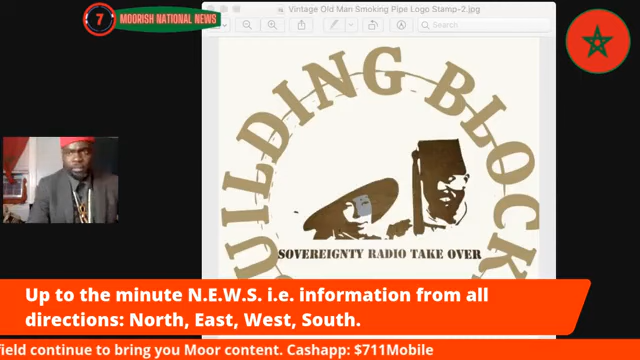 7 MOORISH NATIONAL NEWS
Vintage Old Man Smoking Pipe Logo Stamp-2.jpg
Search
BUILDING BLOCK
SOVEREIGNTY RADIO TAKE OVER
Up to the minute N.E.W.S. i.e. information from all
directions: North, East, West, South.
field continue to bring you Moor content. Cashapp: $711Mobile